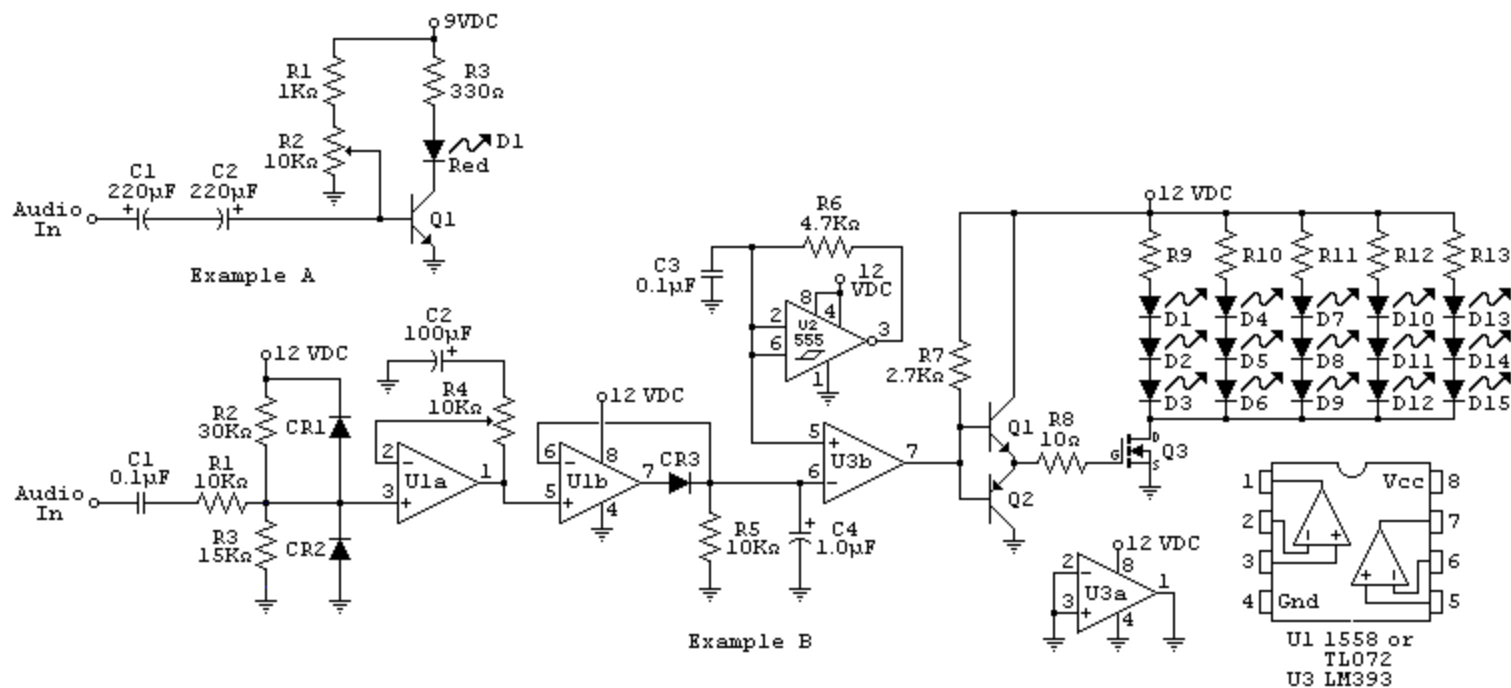 9VDC
R1
1KΩ
R3
330Ω
R2
10KΩ
D1
Red
C1
220µF
C2
220µF
Audio
In
Q1
Example A
12 VDC
R6
4.7KΩ
C3
0.1µF
12
VDC
8
4
2
6
U2
555
3
1
R7
2.7KΩ
R9
R10
R11
R12
R13
D1
D4
D7
D10
D13
D2
D5
D8
D11
D14
D3
D6
D9
D12
D15
C2
100µF
12 VDC
R4
10KΩ
R2
30KΩ
CR1
12 VDC
C1
0.1µF
R1
10KΩ
Audio
In
R3
15KΩ
CR2
2
-
3
+
U1a
1
6
-
5
+
U1b
8
4
7
CR3
R5
10KΩ
C4
1.0µF
5
+
6
-
U3b
7
Q1
Q2
R8
10Ω
G
D
S
Q3
12 VDC
2
-
3
+
U3a
8
4
1
1
2
3
4
Gnd
Vcc
8
7
6
5
- +
+ -
U1 1558 or
TL072
U3 LM393
Example B